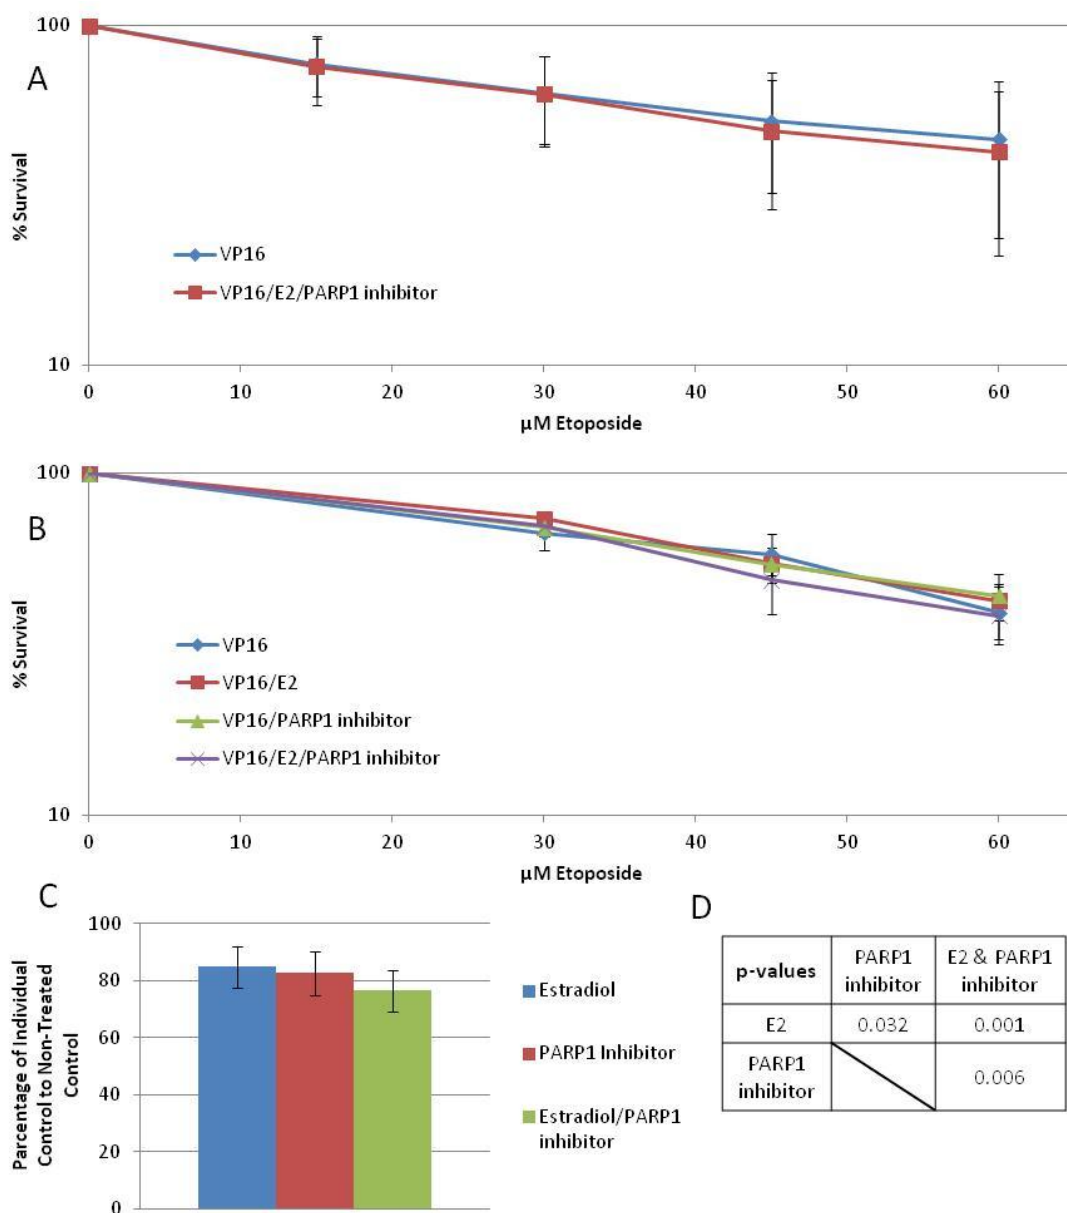 100
A
% Survival
VP16
VP16/E2/PARP1 inhibitor
10
0 10 20 30 40 50 60
µM Etoposide
100
B
% Survival
VP16
VP16/E2
VP16/PARP1 inhibitor
VP16/E2/PARP1 inhibitor
10
0 10 20 30 40 50 60
µM Etoposide
C
Parcentage of Individual
Control to Non-Treated
Control
100
80
60
40
20
0
Estradiol
PARP1 Inhibitor
Estradiol/PARP1
inhibitor
D
p-values
PARP1
inhibitor
E2 & PARP1
inhibitor
E2 0.032 0.001
PARP1
inhibitor
0.006